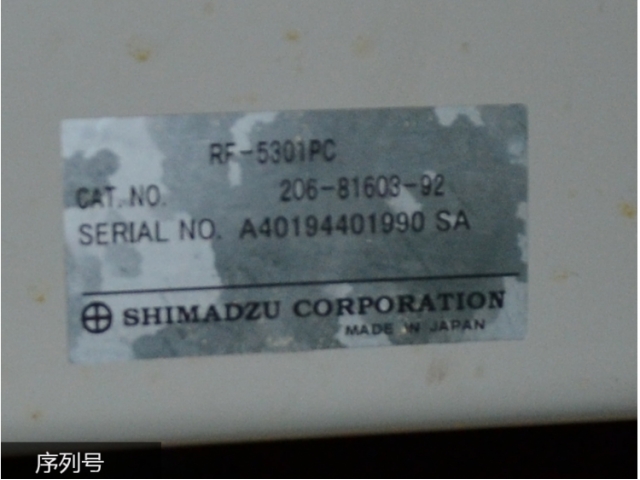 RF-5301PC
CAT. NO. 206-81603-92
SERIAL NO. A40194401990 SA
SHIMADZU CORPORATION
MADE IN JAPAN
序列号